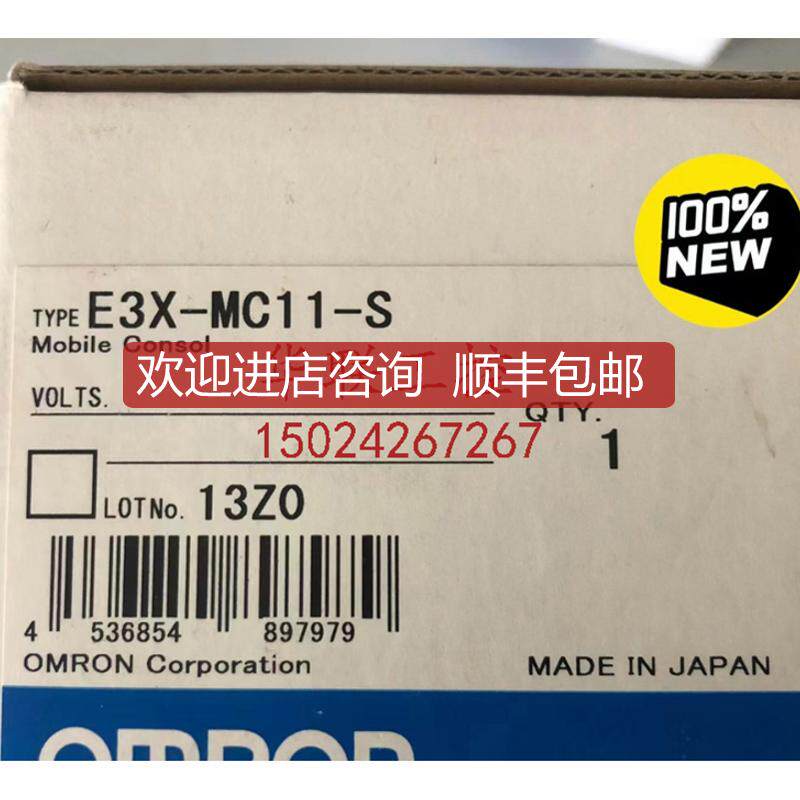 100%
NEW
TYPE E3X-MC11-S
Mobile Consol
欢迎进店咨询 顺丰包邮
VOLTS.
QTY.
15024267267
1
LOT No. 13Z0
4 536854 897979
OMRON Corporation
MADE IN JAPAN
OMRON